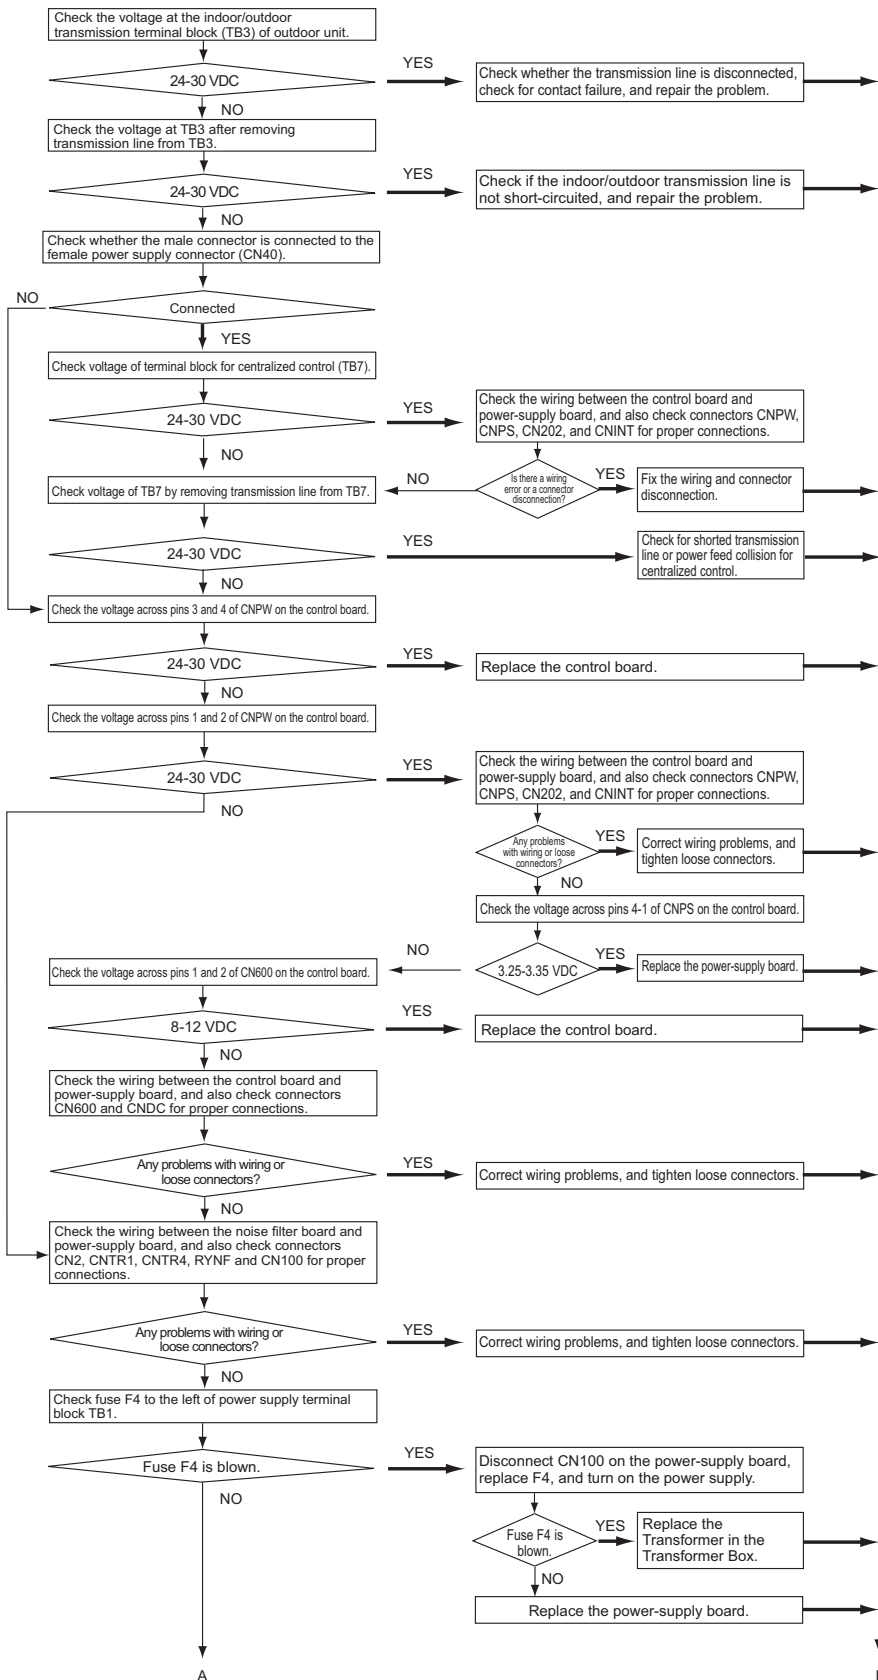 Check the voltage at the indoor/outdoor
transmission terminal block (TB3) of outdoor unit.
24-30 VDC
YES
Check whether the transmission line is disconnected,
check for contact failure, and repair the problem.
NO
Check the voltage at TB3 after removing
transmission line from TB3.
24-30 VDC
YES
Check if the indoor/outdoor transmission line is
not short-circuited, and repair the problem.
NO
Check whether the male connector is connected to the
female power supply connector (CN40).
NO
Connected
YES
Check voltage of terminal block for centralized control (TB7).
24-30 VDC
YES
Check the wiring between the control board and
power-supply board, and also check connectors CNPW,
CNPS, CN202, and CNINT for proper connections.
NO
Check voltage of TB7 by removing transmission line from TB7.
NO
Is there a wiring
error or a connector
disconnection?
YES
Fix the wiring and connector
disconnection.
24-30 VDC
YES
Check for shorted transmission
line or power feed collision for
centralized control.
NO
Check the voltage across pins 3 and 4 of CNPW on the control board.
24-30 VDC
YES
Replace the control board.
NO
Check the voltage across pins 1 and 2 of CNPW on the control board.
24-30 VDC
YES
Check the wiring between the control board and
power-supply board, and also check connectors CNPW,
CNPS, CN202, and CNINT for proper connections.
NO
Any problems
with wiring or loose
connectors?
YES
Correct wiring problems, and
tighten loose connectors.
NO
Check the voltage across pins 4-1 of CNPS on the control board.
NO
3.25-3.35 VDC
YES
Replace the power-supply board.
Check the voltage across pins 1 and 2 of CN600 on the control board.
8-12 VDC
YES
Replace the control board.
NO
Check the wiring between the control board and
power-supply board, and also check connectors
CN600 and CNDC for proper connections.
Any problems with wiring or
loose connectors?
YES
Correct wiring problems, and tighten loose connectors.
NO
Check the wiring between the noise filter board and
power-supply board, and also check connectors
CN2, CNTR1, CNTR4, RYNF and CN100 for proper
connections.
Any problems with wiring or
loose connectors?
YES
Correct wiring problems, and tighten loose connectors.
NO
Check fuse F4 to the left of power supply terminal
block TB1.
Fuse F4 is blown.
YES
Disconnect CN100 on the power-supply board,
replace F4, and turn on the power supply.
NO
Fuse F4 is
blown.
YES
Replace the
Transformer in the
Transformer Box.
NO
Replace the power-supply board.
A